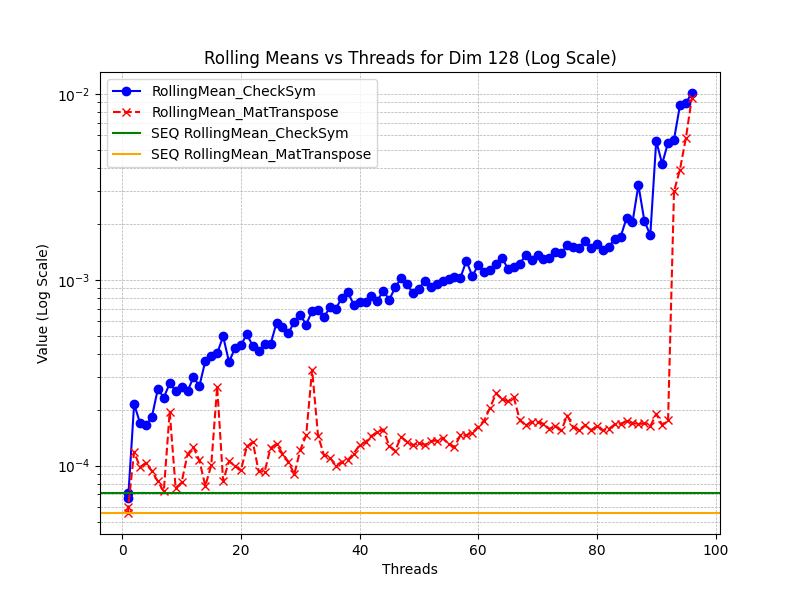 Rolling Means vs Threads for Dim 128 (Log Scale)
RollingMean_CheckSym
RollingMean_MatTranspose
SEQ RollingMean_CheckSym
SEQ RollingMean_MatTranspose
10⁻²
10⁻³
10⁻⁴
Value (Log Scale)
0 20 40 60 80 100
Threads